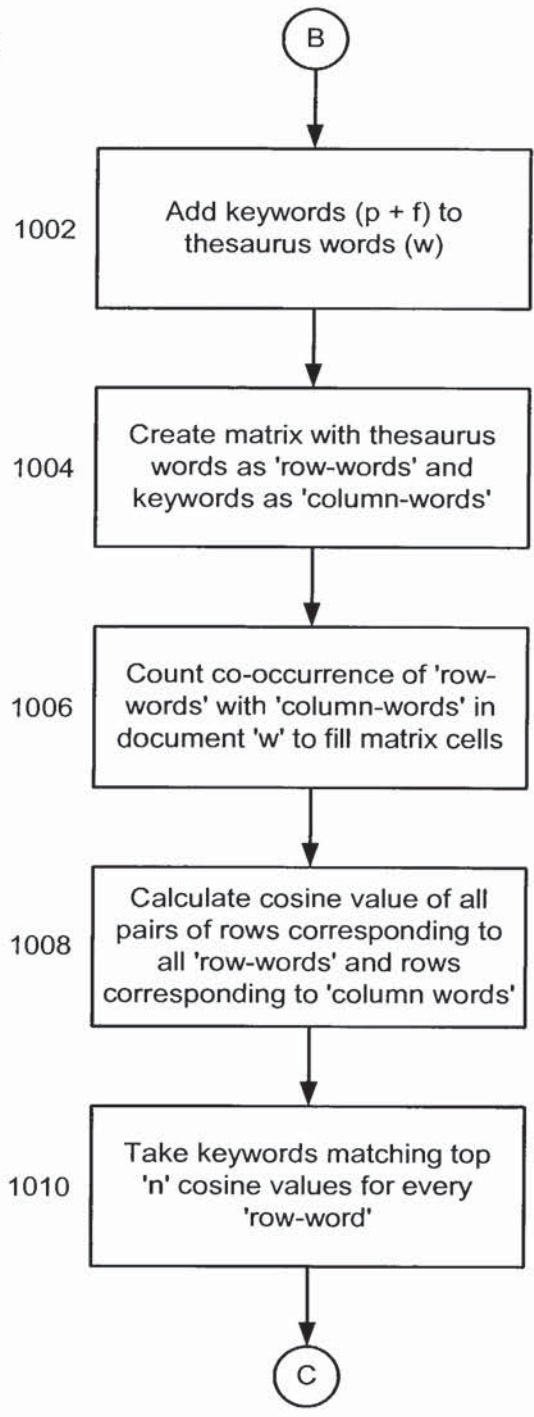 B
1002
Add keywords (p + f) to
thesaurus words (w)
1004
Create matrix with thesaurus
words as 'row-words' and
keywords as 'column-words'
1006
Count co-occurrence of 'row-
words' with 'column-words' in
document 'w' to fill matrix cells
1008
Calculate cosine value of all
pairs of rows corresponding to
all 'row-words' and rows
corresponding to 'column words'
1010
Take keywords matching top
'n' cosine values for every
'row-word'
C